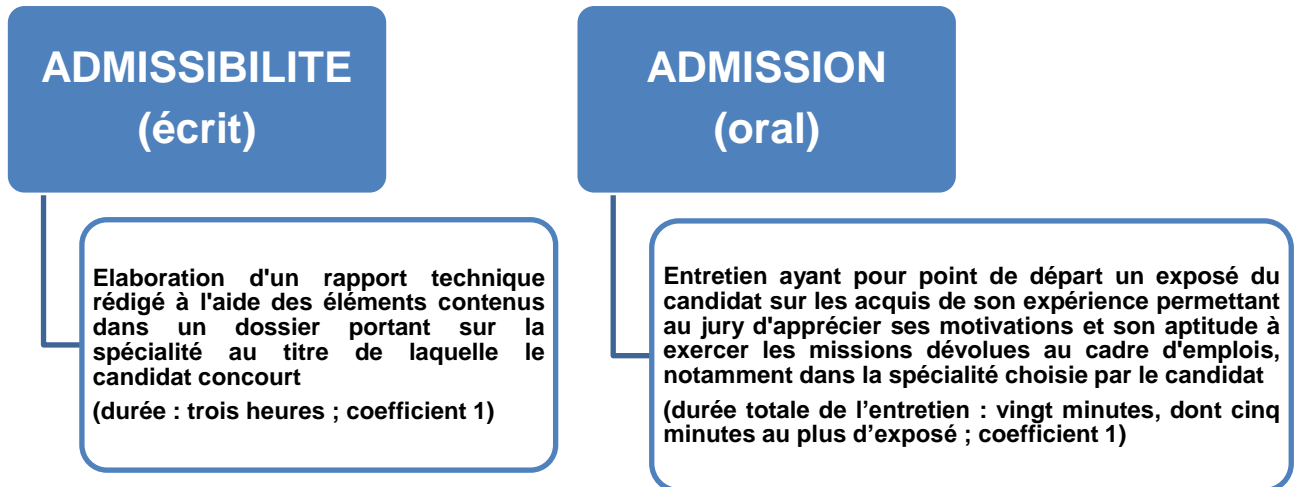 ADMISSIBILITE
(écrit)
Elaboration d'un rapport technique
rédigé à l'aide des éléments contenus
dans un dossier portant sur la
spécialité au titre de laquelle le
candidat concourt
(durée : trois heures ; coefficient 1)
ADMISSION
(oral)
Entretien ayant pour point de départ un exposé du
candidat sur les acquis de son expérience permettant
au jury d'apprécier ses motivations et son aptitude à
exercer les missions dévolues au cadre d'emplois,
notamment dans la spécialité choisie par le candidat
(durée totale de l’entretien : vingt minutes, dont cinq
minutes au plus d’exposé ; coefficient 1)